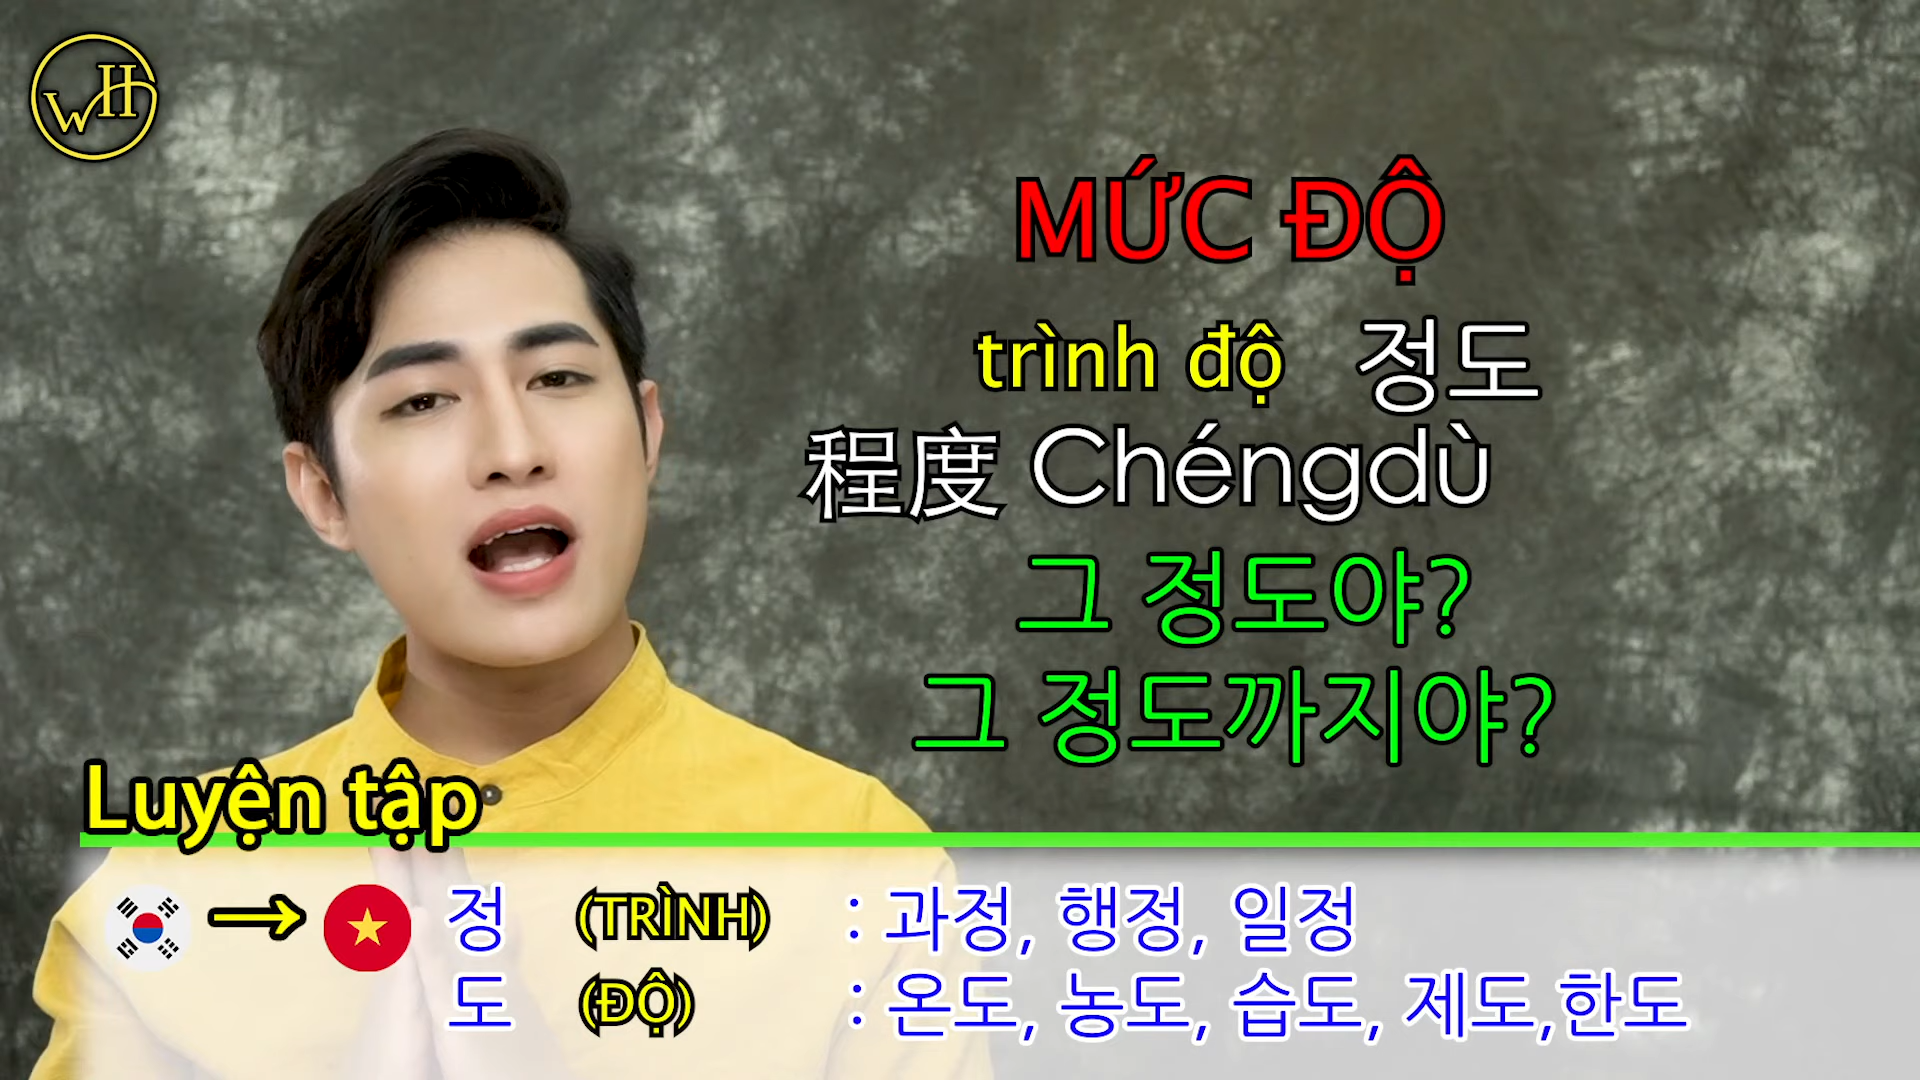 WH
MỨC ĐỘ
trình độ 정도
程度 Chéngdù
그 정도야?
그 정도까지야?
Luyện tập
→ 정 (TRÌNH) : 과정, 행정, 일정
도 (ĐỘ) : 온도, 농도, 습도, 제도,한도